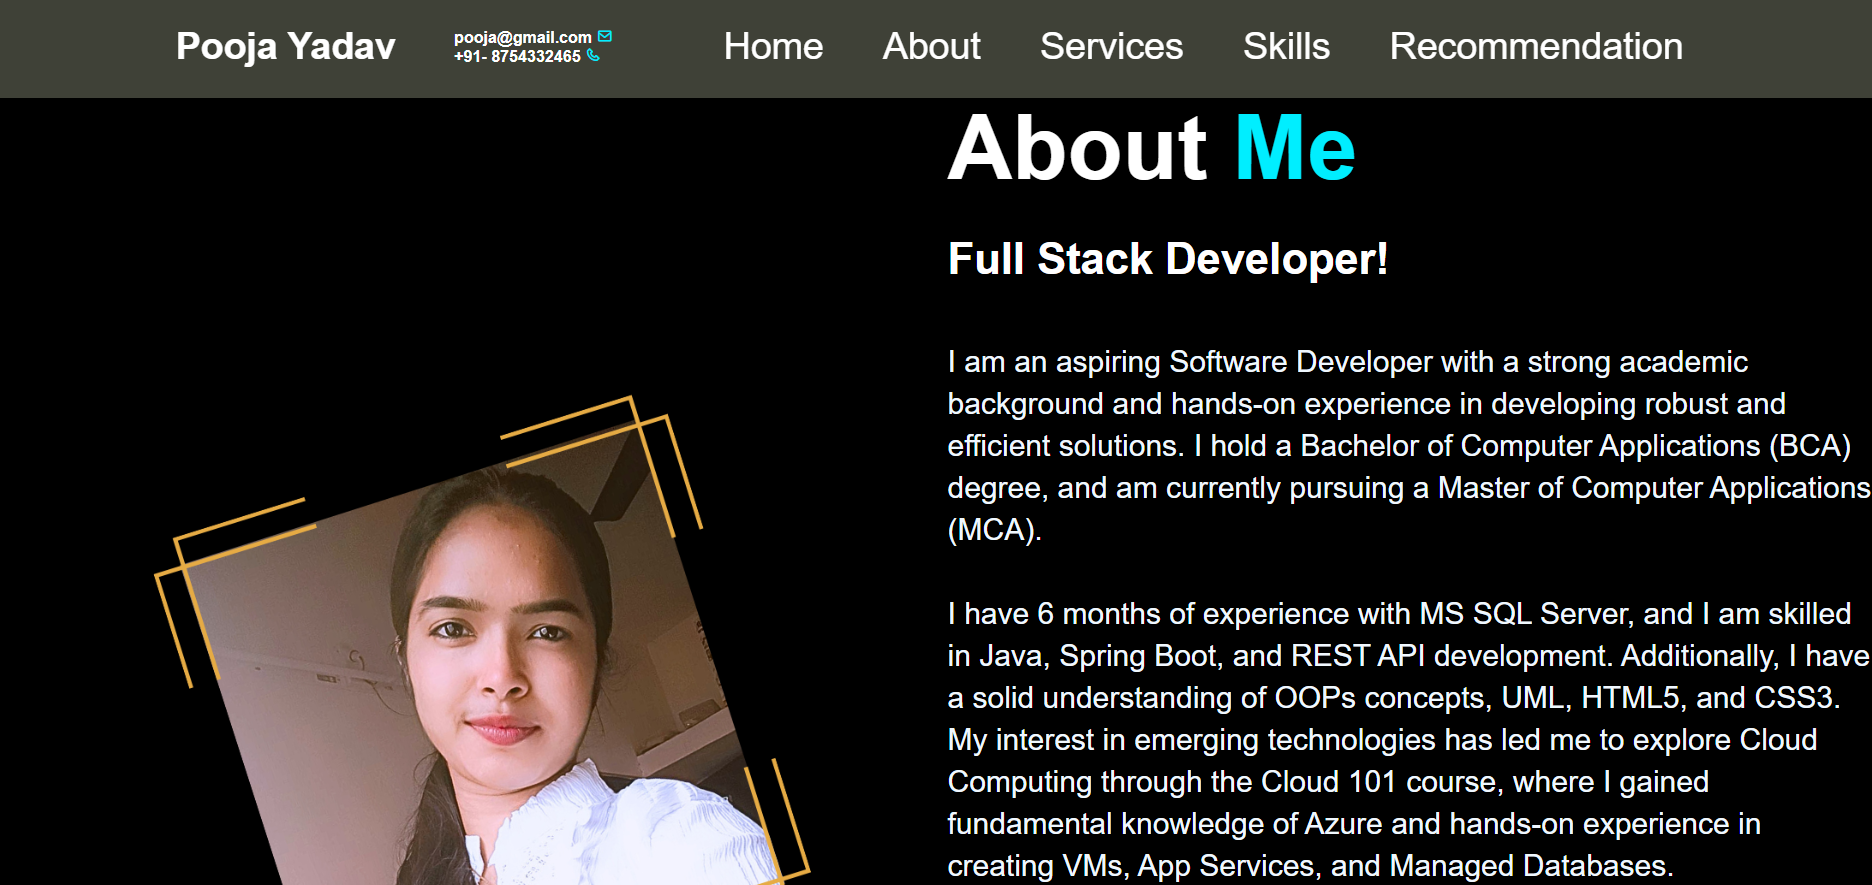 Pooja Yadav
pooja@gmail.com
+91- 8754332465
Home About Services Skills Recommendation
About Me
Full Stack Developer!
I am an aspiring Software Developer with a strong academic
background and hands-on experience in developing robust and
efficient solutions. I hold a Bachelor of Computer Applications (BCA)
degree, and am currently pursuing a Master of Computer Applications
(MCA).
I have 6 months of experience with MS SQL Server, and I am skilled
in Java, Spring Boot, and REST API development. Additionally, I have
a solid understanding of OOPs concepts, UML, HTML5, and CSS3.
My interest in emerging technologies has led me to explore Cloud
Computing through the Cloud 101 course, where I gained
fundamental knowledge of Azure and hands-on experience in
creating VMs, App Services, and Managed Databases.